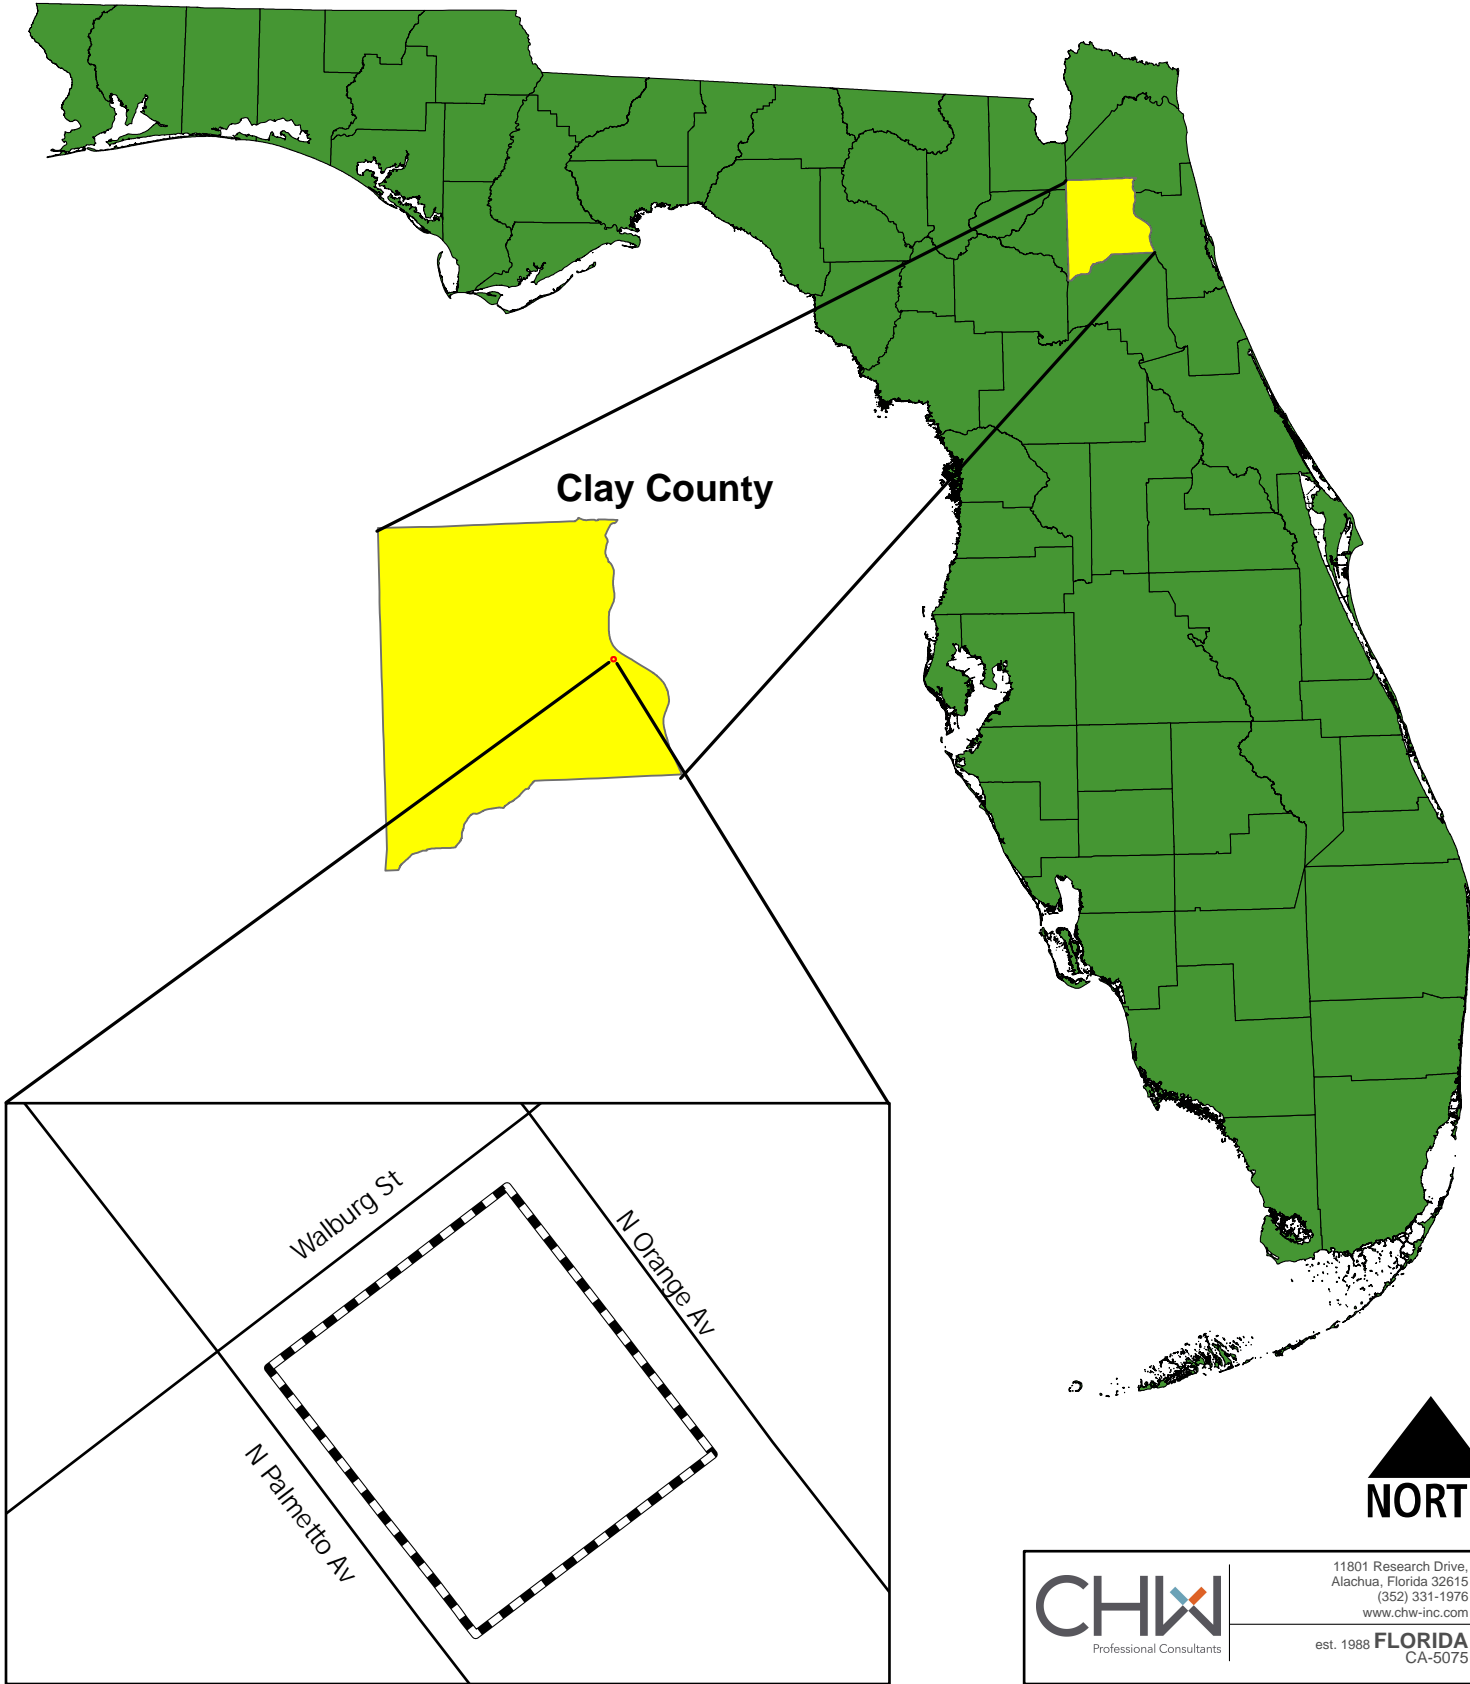 Clay County
Walburg St
N Orange Av
N Palmetto Av
NORT
CHW
Professional Consultants
11801 Research Drive,
Alachua, Florida 32615
(352) 331-1976
www.chw-inc.com
est. 1988 FLORIDA
CA-5075